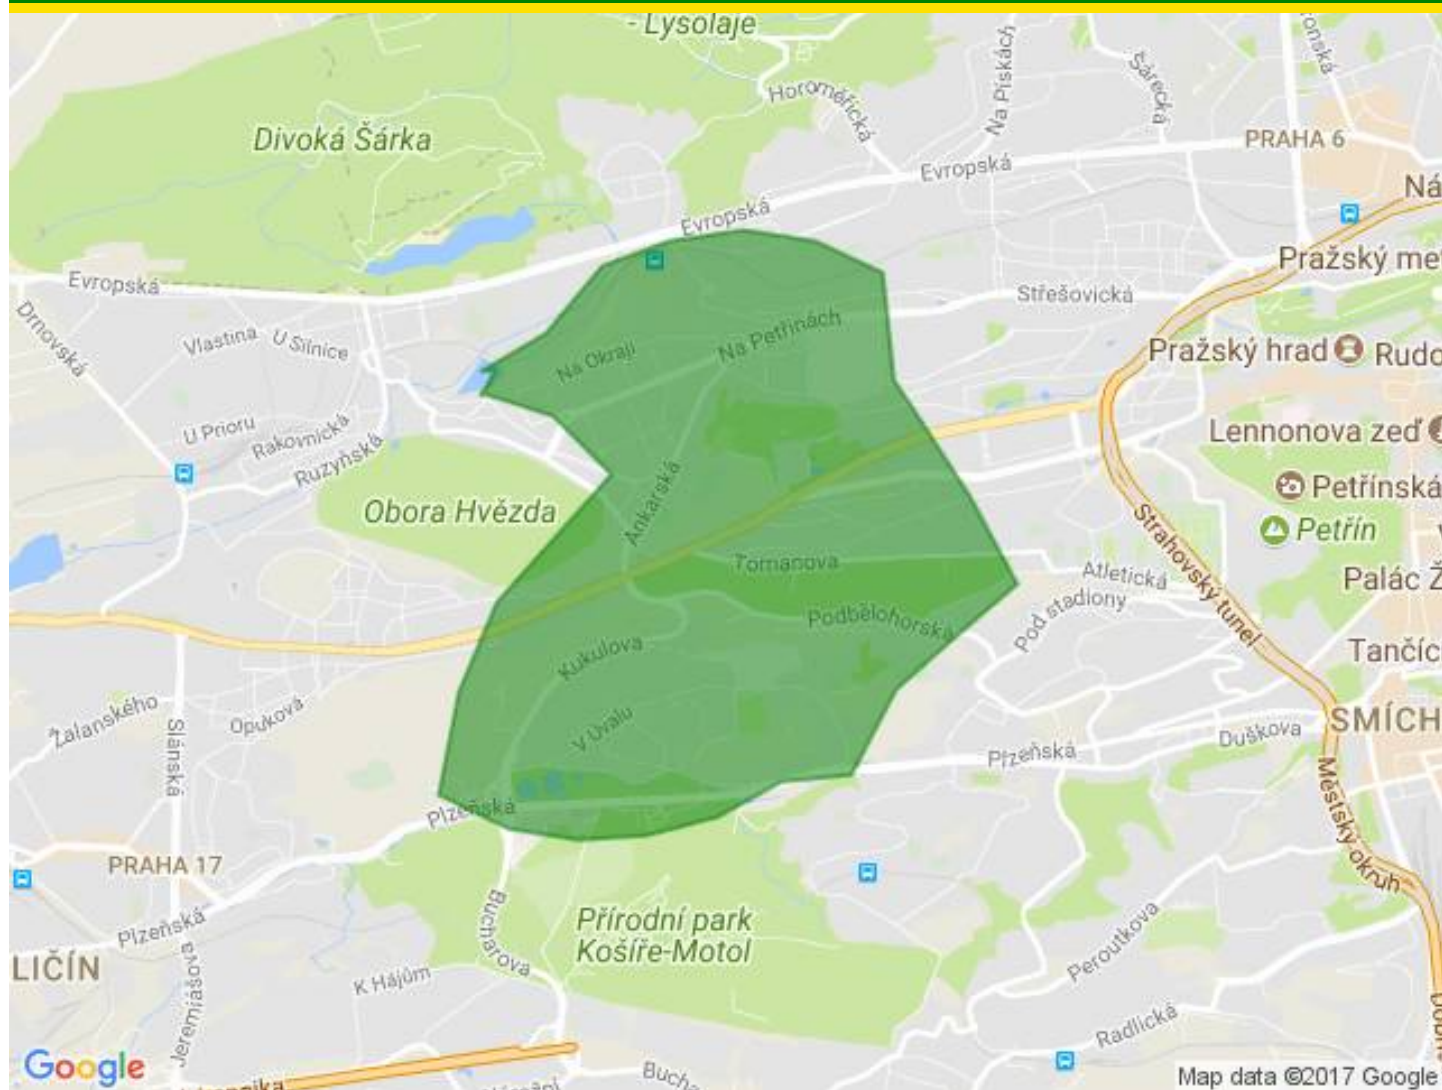 - Lysolaje
onská
Na Pískách
Šárecká
Horoměřická
Divoká Šárka
PRAHA 6
Evropská
Ná
Evropská
Pražský me
Evropská
Střešovická
Drnovská
Vlastina
U Silnice
Na Petřinách
Na Okraji
Pražský hrad
Rudo
U Prioru
Rakovnická
Ruzyňská
Lennonova zeď
Ankarská
Petřínská
Obora Hvězda
Petřín
Strahovský tunel
Tomanova
Atletická
Palác Ž
Pod stadiony
Podbělohorská
Kukulova
Tančíc
Žalanského
Opuková
Slánská
V Úvalu
SMÍCH
Duškova
Plzeňská
Plzeňská
Městský okruh
PRAHA 17
Bucharova
Přírodní park
Košíře-Motol
Plzeňská
Peroutkova
LIČÍN
K Hájům
Jeremiášova
Radlická
Google
Buch
Map data ©2017 Google